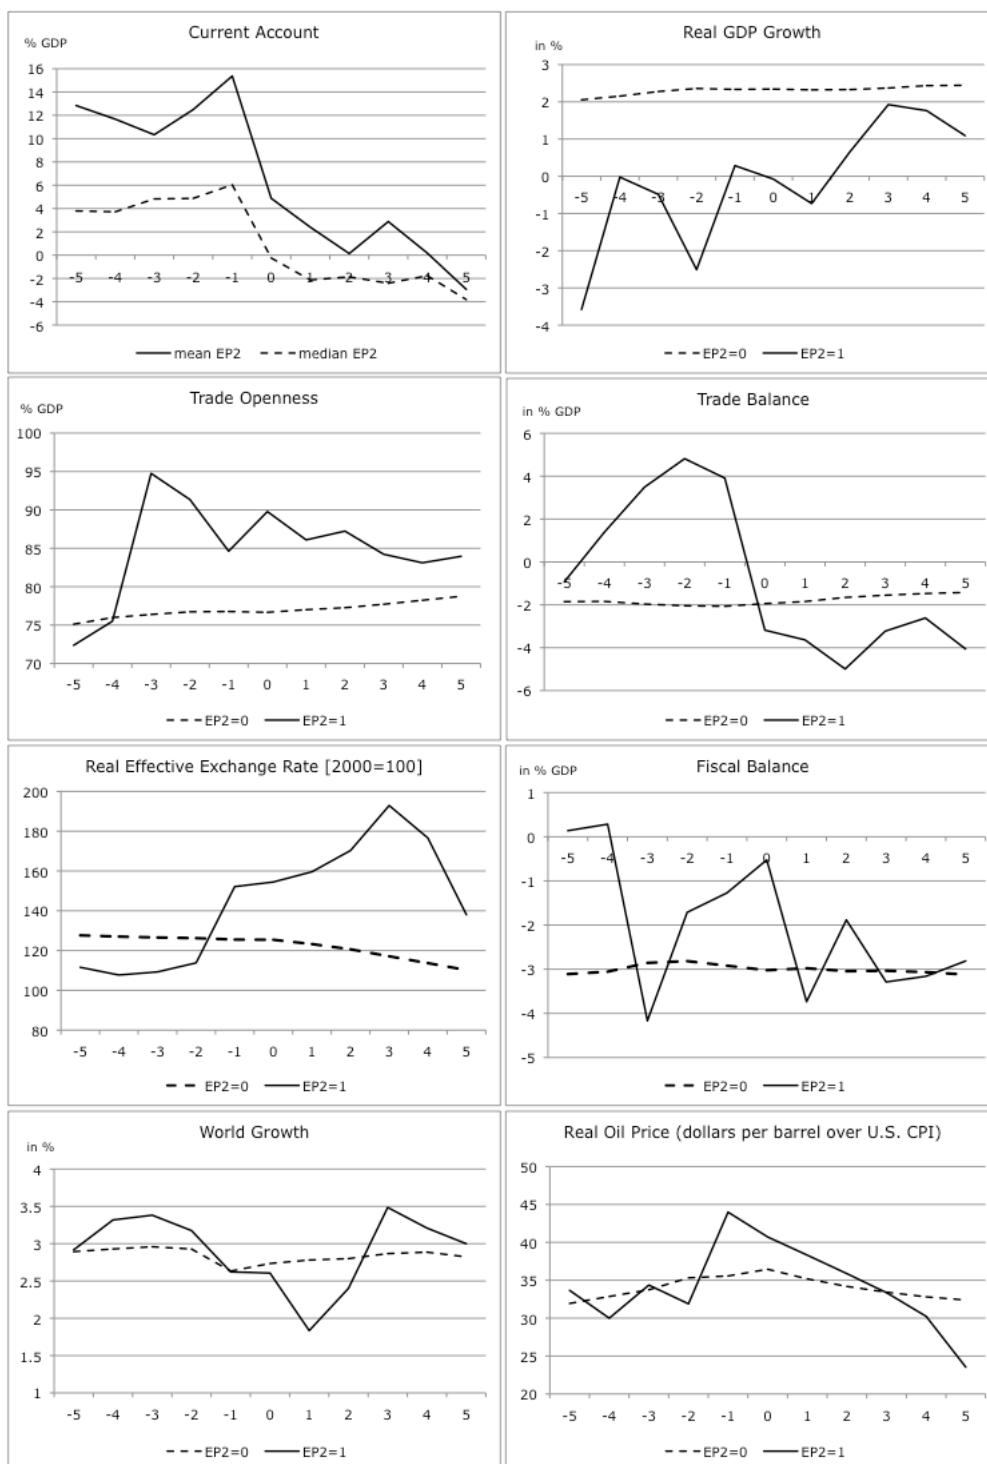 Current Account
% GDP
16
14
12
10
8
6
4
2
0
-2
-4
-6
-5 -4 -3 -2 -1 0 1 2 3 4 5
mean EP2 median EP2
Real GDP Growth
in %
3
2
1
0
-1
-2
-3
-4
-5 -4 -3 -2 -1 0 1 2 3 4 5
EP2=0 EP2=1
Trade Openness
% GDP
100
95
90
85
80
75
70
-5 -4 -3 -2 -1 0 1 2 3 4 5
EP2=0 EP2=1
Trade Balance
in % GDP
6
4
2
0
-2
-4
-6
-5 -4 -3 -2 -1 0 1 2 3 4 5
EP2=0 EP2=1
Real Effective Exchange Rate [2000=100]
200
180
160
140
120
100
80
-5 -4 -3 -2 -1 0 1 2 3 4 5
EP2=0 EP2=1
Fiscal Balance
in % GDP
1
0
-1
-2
-3
-4
-5
-5 -4 -3 -2 -1 0 1 2 3 4 5
EP2=0 EP2=1
World Growth
in %
4
3.5
3
2.5
2
1.5
1
-5 -4 -3 -2 -1 0 1 2 3 4 5
EP2=0 EP2=1
Real Oil Price (dollars per barrel over U.S. CPI)
50
45
40
35
30
25
20
-5 -4 -3 -2 -1 0 1 2 3 4 5
EP2=0 EP2=1